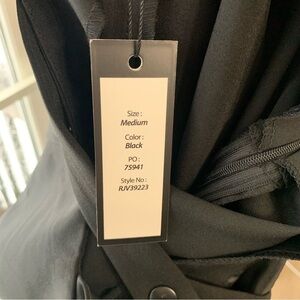 Size :
Medium
Color :
Black
PO :
75941
Style No :
RJV39223